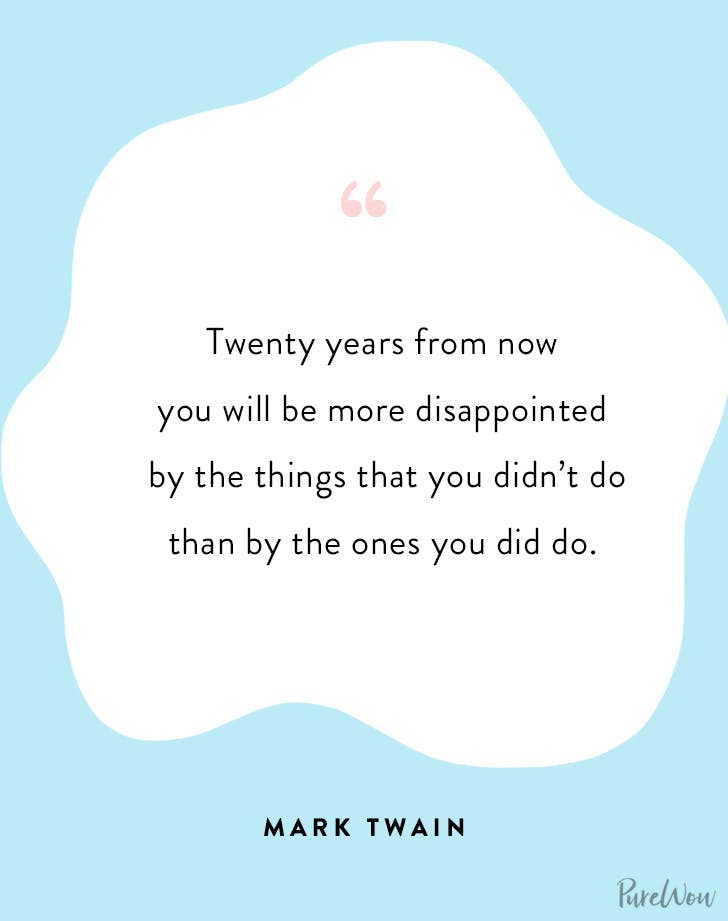 “
Twenty years from now
you will be more disappointed
by the things that you didn’t do
than by the ones you did do.
MARK TWAIN
PureWow